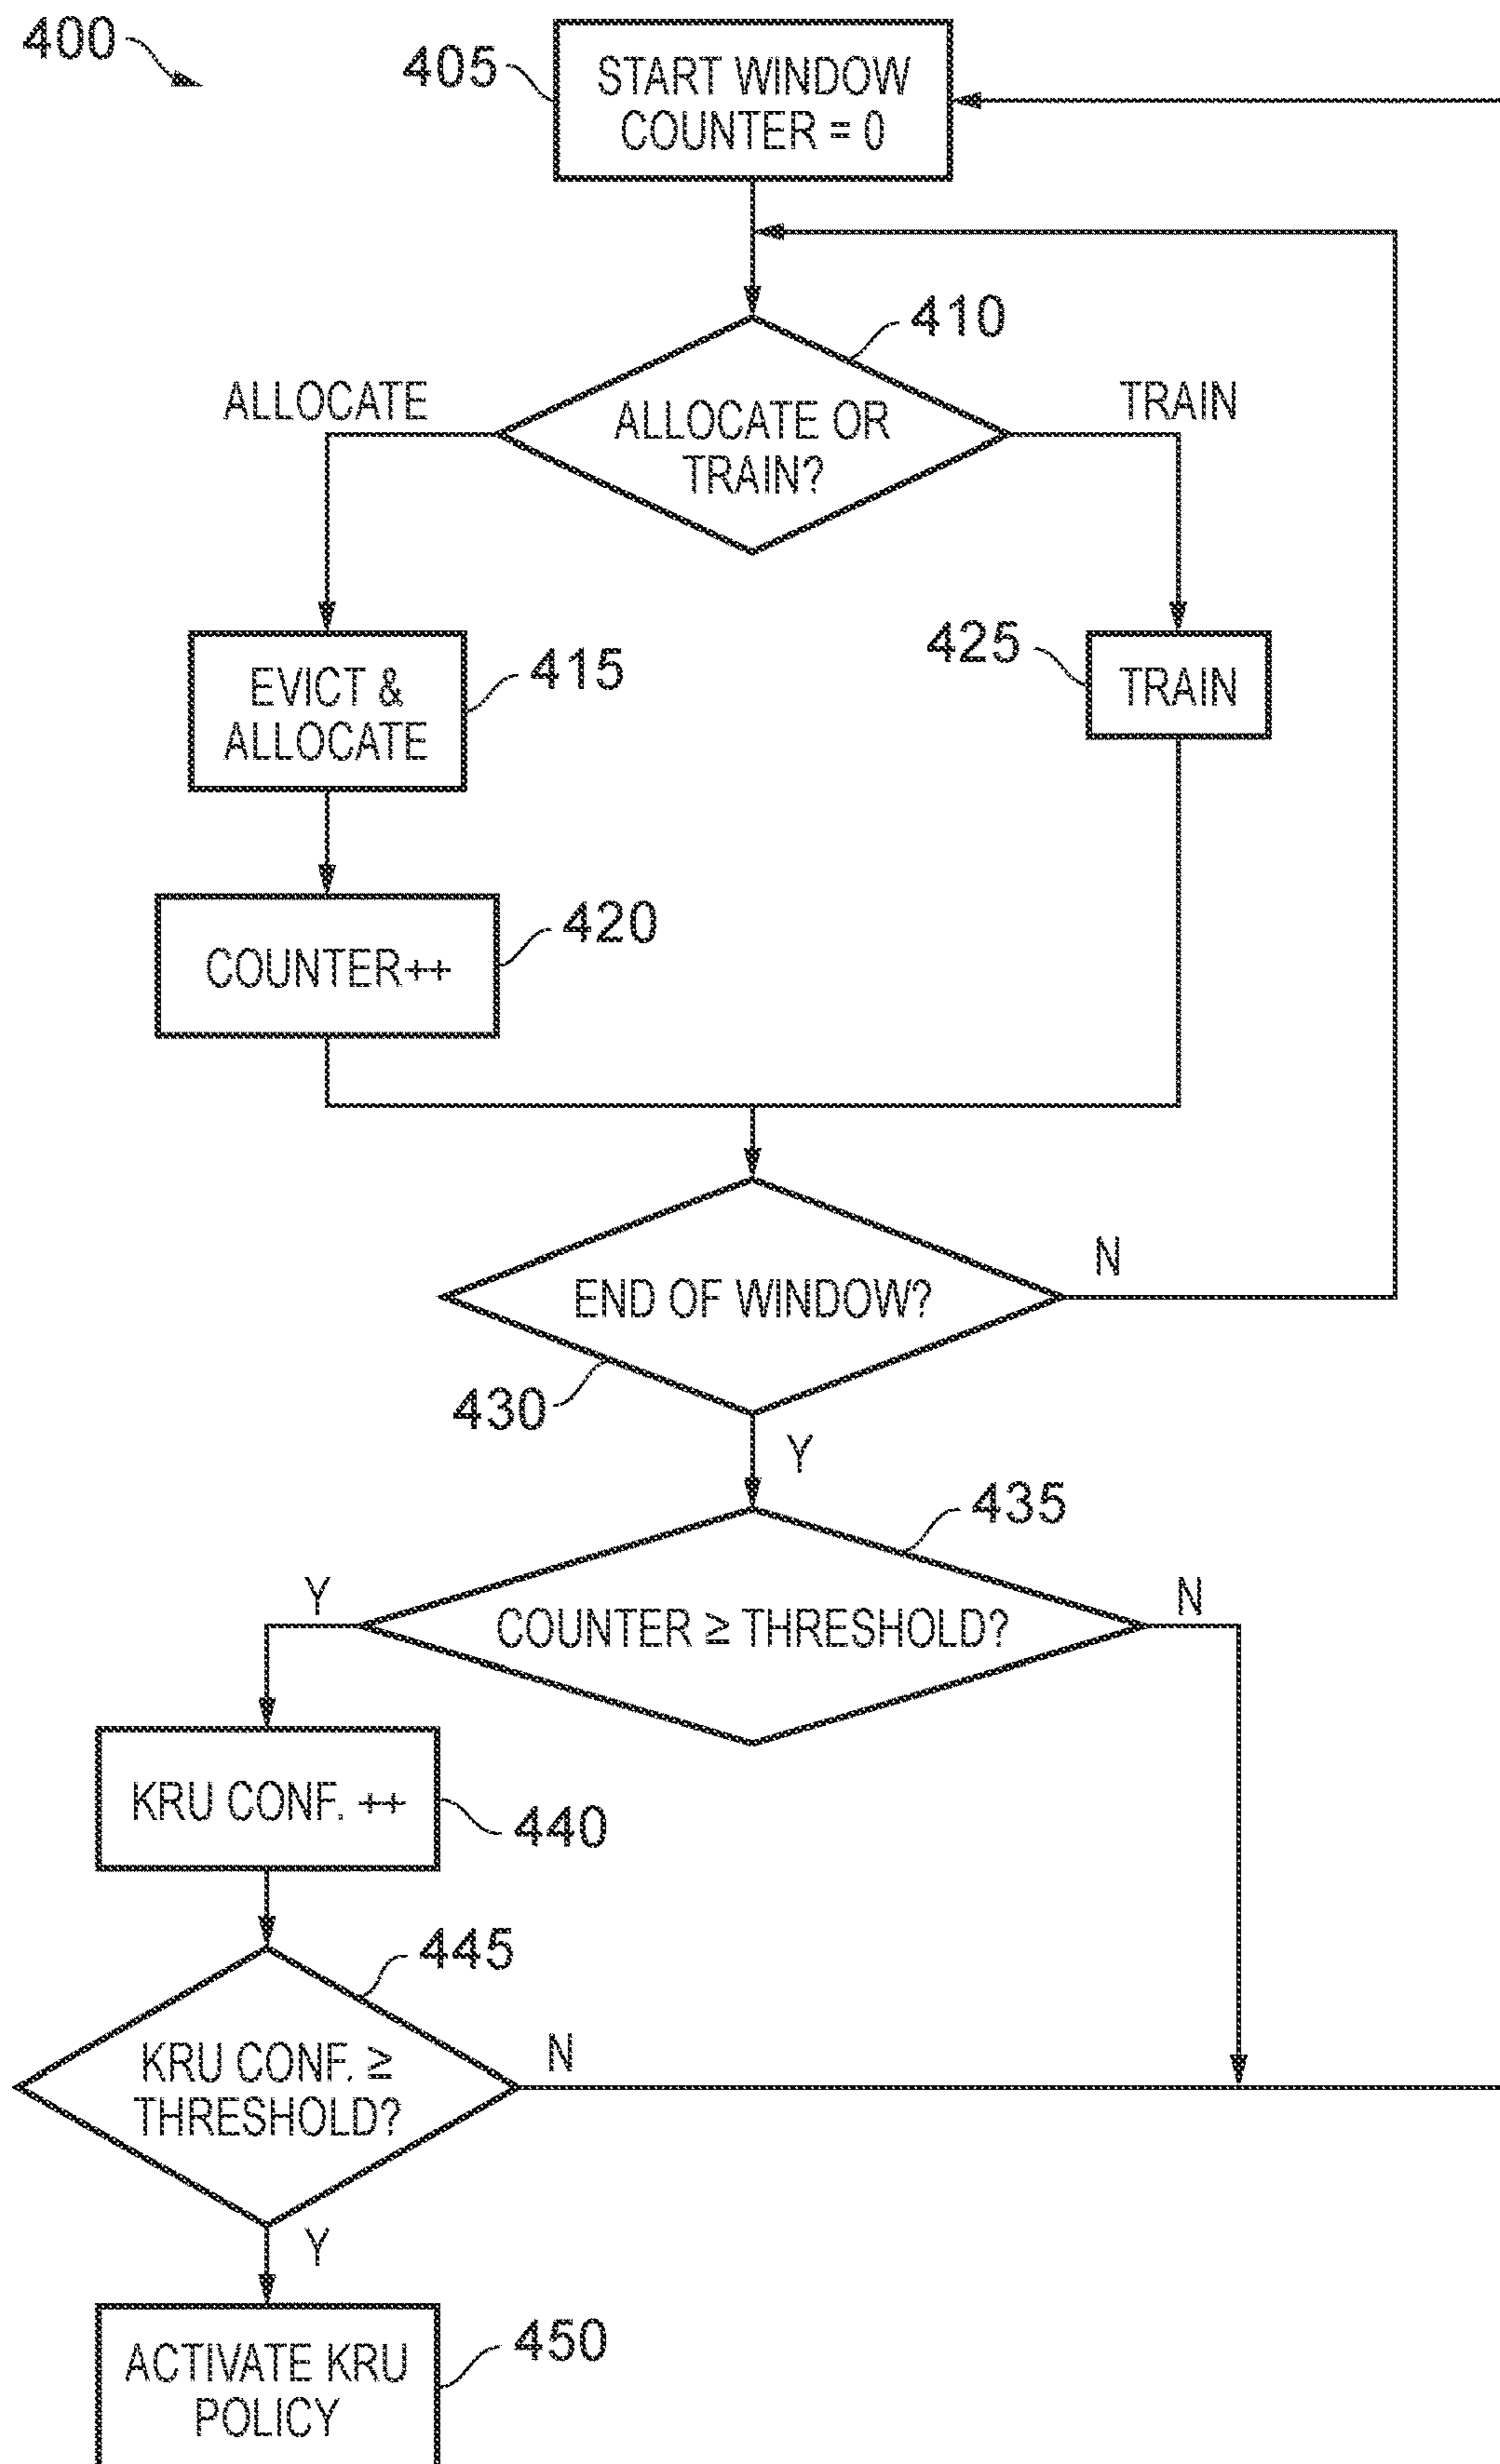 400
405
START WINDOW
COUNTER = 0
410
ALLOCATE
TRAIN
ALLOCATE OR
TRAIN?
415
425
EVICT &
ALLOCATE
TRAIN
420
COUNTER++
N
END OF WINDOW?
430
Y
435
Y
N
COUNTER ≥ THRESHOLD?
KRU CONF. ++
440
445
N
KRU CONF. ≥
THRESHOLD?
Y
450
ACTIVATE KRU
POLICY